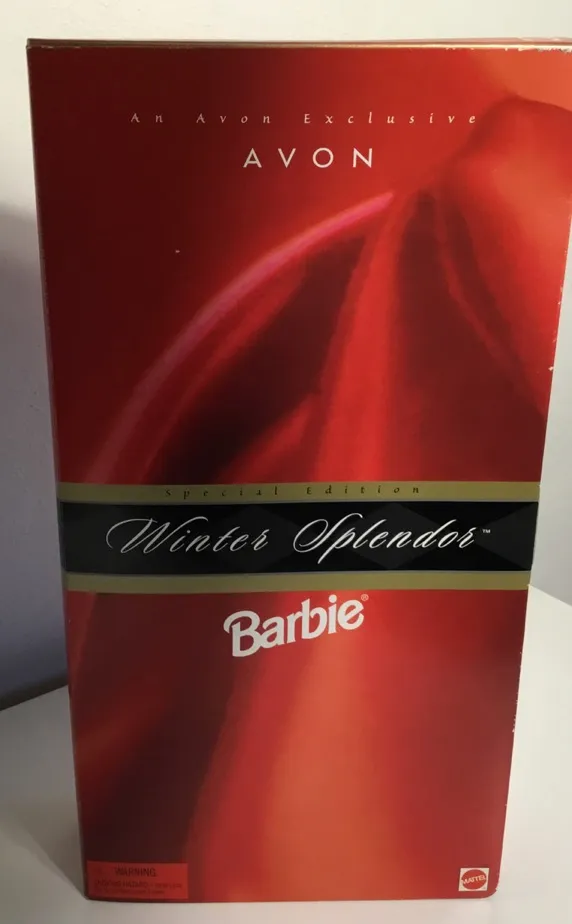 An Avon Exclusive
AVON
Special Edition
Winter Splendor™
Barbie®
WARNING
MATTEL